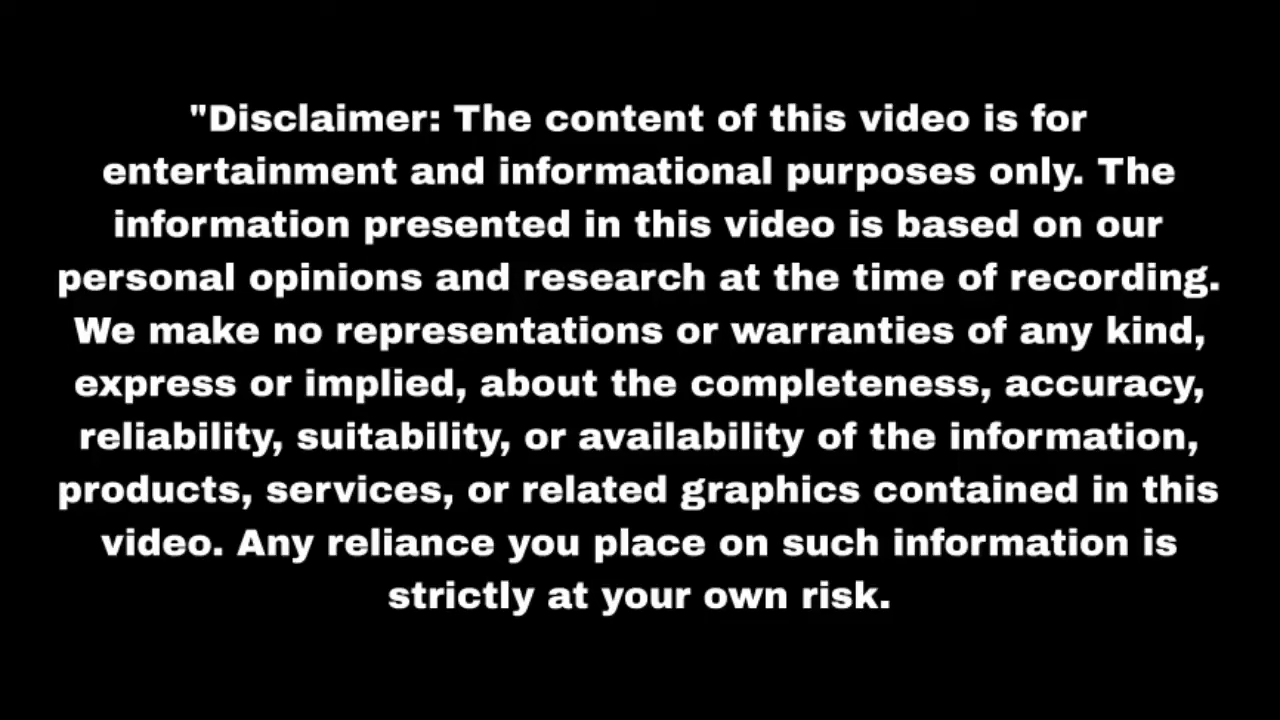 "Disclaimer: The content of this video is for
entertainment and informational purposes only. The
information presented in this video is based on our
personal opinions and research at the time of recording.
We make no representations or warranties of any kind,
express or implied, about the completeness, accuracy,
reliability, suitability, or availability of the information,
products, services, or related graphics contained in this
video. Any reliance you place on such information is
strictly at your own risk.